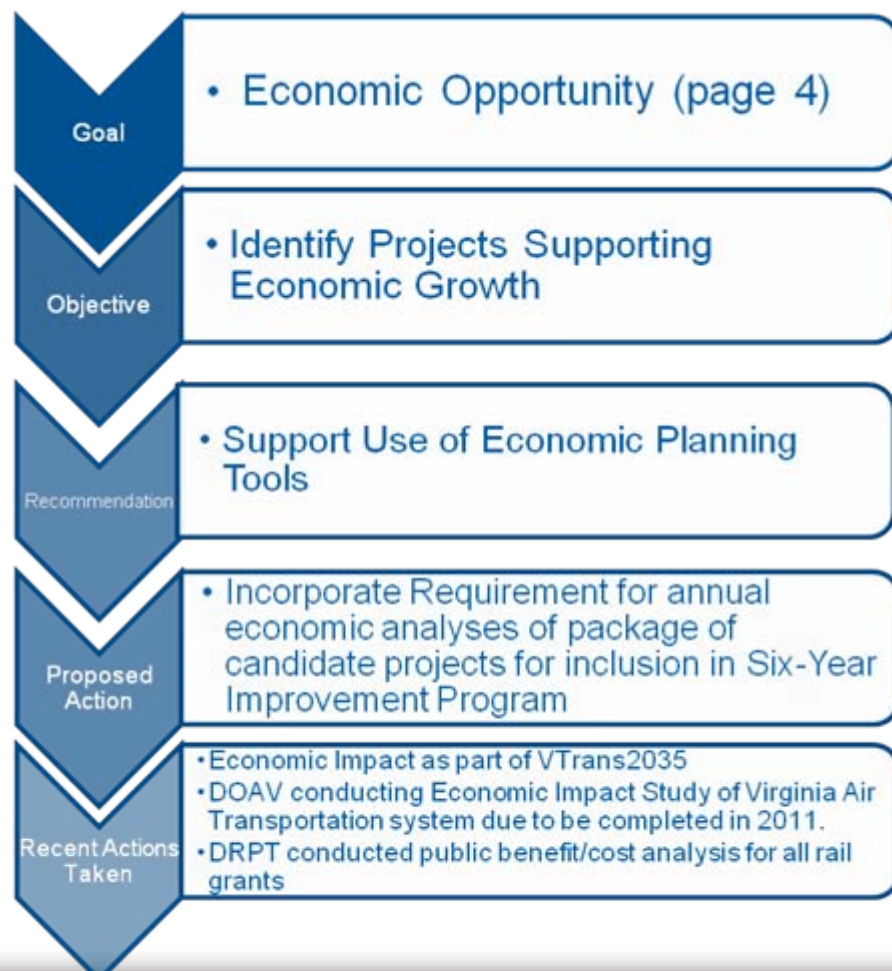 Goal
• Economic Opportunity (page 4)
Objective
• Identify Projects Supporting
Economic Growth
Recommendation
• Support Use of Economic Planning
Tools
Proposed
Action
• Incorporate Requirement for annual
economic analyses of package of
candidate projects for inclusion in Six-Year
Improvement Program
Recent Actions
Taken
• Economic Impact as part of VTrans2035
• DOAV conducting Economic Impact Study of Virginia Air
Transportation system due to be completed in 2011.
• DRPT conducted public benefit/cost analysis for all rail
grants